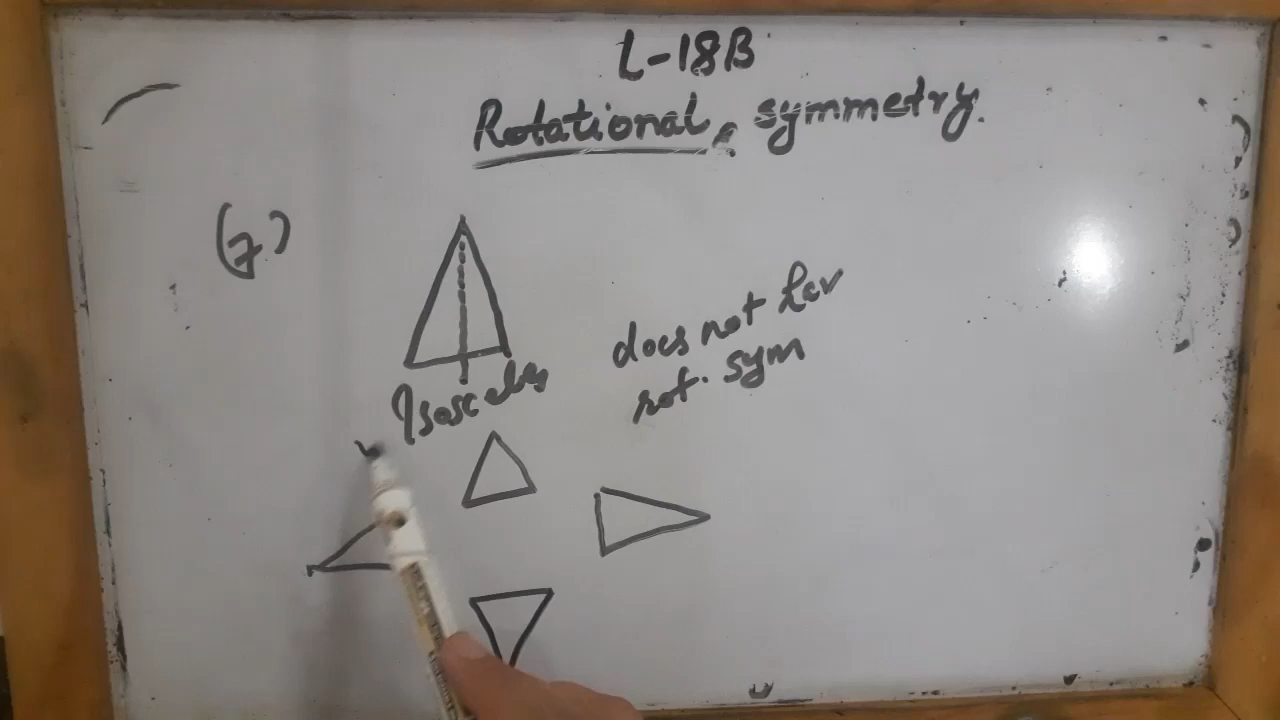 L-18B
Rotational symmetry.
(7)
does not hav
rot. sym
Isosceles